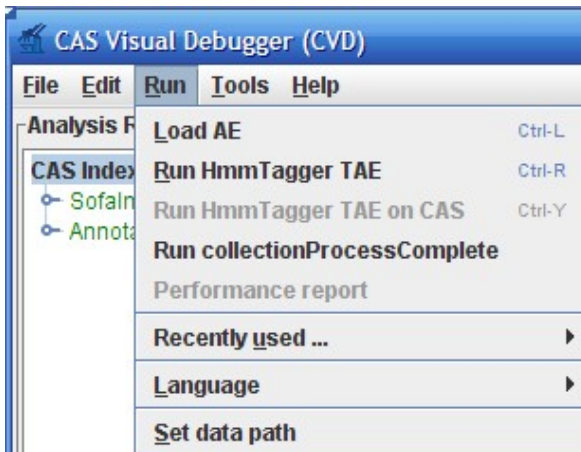 CAS Visual Debugger (CVD)
File Edit Run Tools Help
Analysis R
Load AE Ctrl-L
CAS Index
Run HmmTagger TAE Ctrl-R
SofaIn
Run HmmTagger TAE on CAS Ctrl-Y
Annota
Run collectionProcessComplete
Performance report
Recently used ...
Language
Set data path